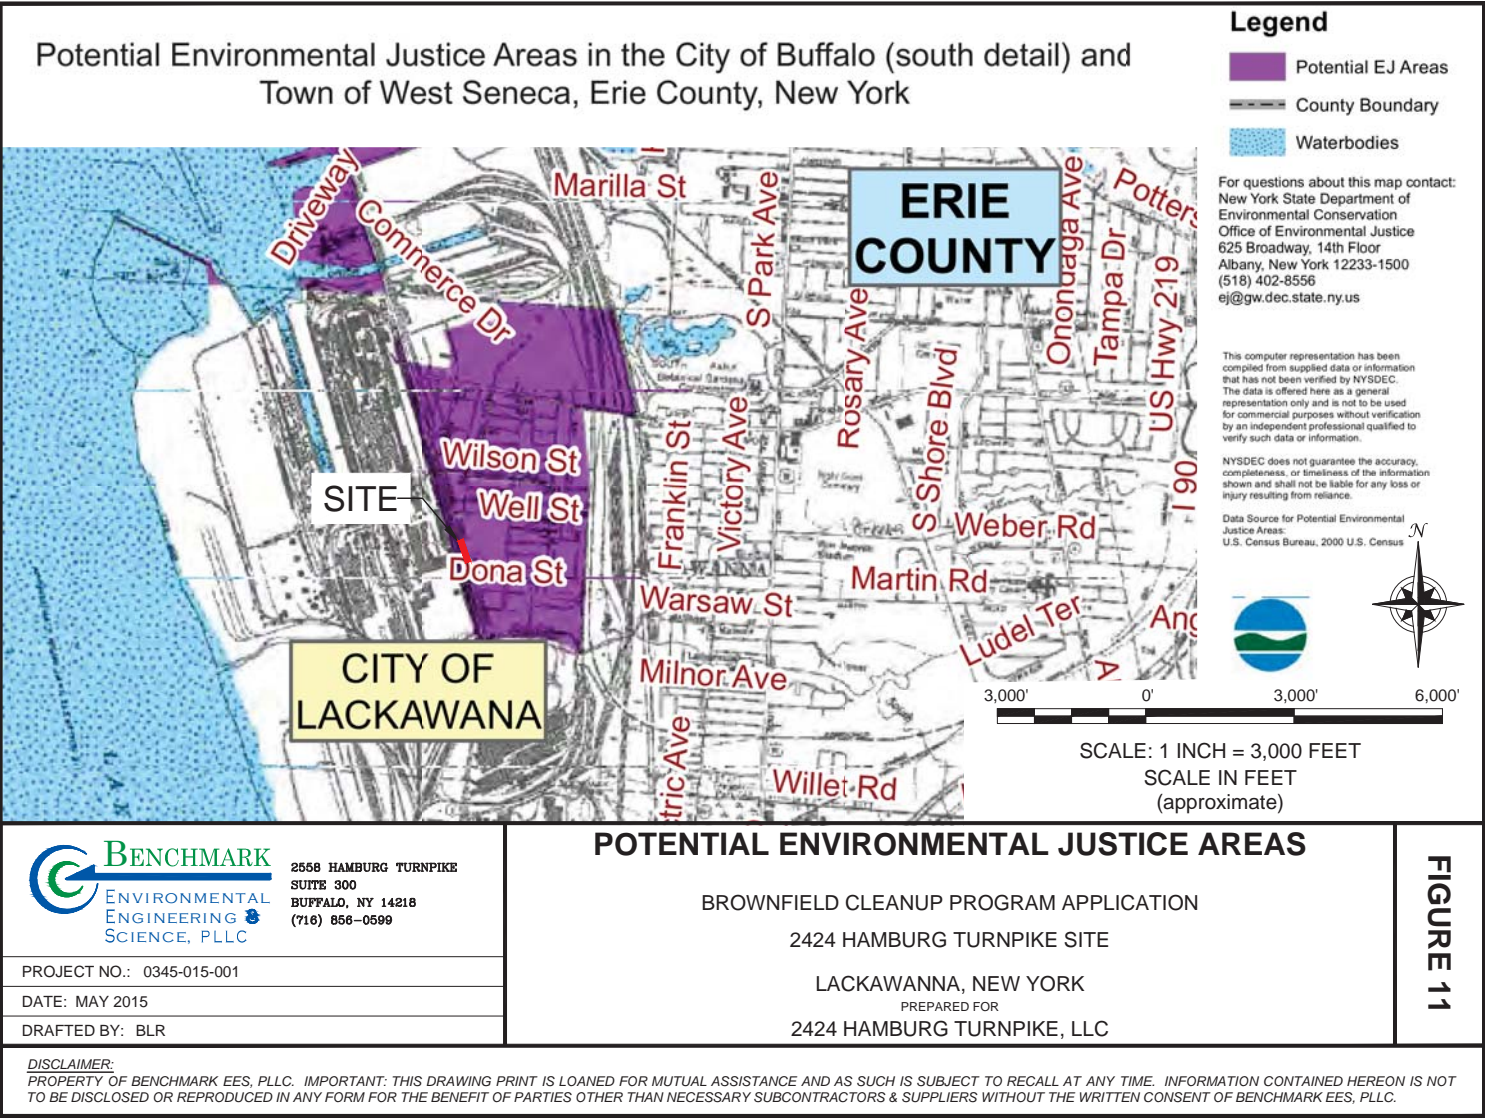 Potential Environmental Justice Areas in the City of Buffalo (south detail) and
Town of West Seneca, Erie County, New York
Legend
Potential EJ Areas
County Boundary
Waterbodies
For questions about this map contact:
New York State Department of
Environmental Conservation
Office of Environmental Justice
625 Broadway, 14th Floor
Albany, New York 12233-1500
(518) 402-8556
ej@gw.dec.state.ny.us
This computer representation has been
compiled from supplied data or information
that has not been verified by NYSDEC.
The data is offered here as a general
representation only and is not to be used
for commercial purposes without verification
by an independent professional qualified to
verify such data or information.
NYSDEC does not guarantee the accuracy,
completeness, or timeliness of the information
shown and shall not be liable for any loss or
injury resulting from reliance.
Data Source for Potential Environmental
Justice Areas:
U.S. Census Bureau, 2000 U.S. Census
N
Driveway
Commerce Dr
Marilla St
S Park Ave
ERIE
COUNTY
Onondaga Ave
Potters
Tampa Dr
US Hwy 219
Rosary Ave
S Shore Blvd
I 90
Wilson St
Well St
SITE
Dona St
Franklin St
Victory Ave
Weber Rd
Martin Rd
Warsaw St
Ludel Ter
Ang
A
CITY OF
LACKAWANA
Milnor Ave
tric Ave
Willet Rd
3,000' 0' 3,000' 6,000'
SCALE: 1 INCH = 3,000 FEET
SCALE IN FEET
(approximate)
BENCHMARK
ENVIRONMENTAL
ENGINEERING &
SCIENCE, PLLC
2558 HAMBURG TURNPIKE
SUITE 300
BUFFALO, NY 14218
(716) 856-0599
PROJECT NO.: 0345-015-001
DATE: MAY 2015
DRAFTED BY: BLR
POTENTIAL ENVIRONMENTAL JUSTICE AREAS
BROWNFIELD CLEANUP PROGRAM APPLICATION
2424 HAMBURG TURNPIKE SITE
LACKAWANNA, NEW YORK
PREPARED FOR
2424 HAMBURG TURNPIKE, LLC
FIGURE 11
DISCLAIMER:
PROPERTY OF BENCHMARK EES, PLLC. IMPORTANT: THIS DRAWING PRINT IS LOANED FOR MUTUAL ASSISTANCE AND AS SUCH IS SUBJECT TO RECALL AT ANY TIME. INFORMATION CONTAINED HEREON IS NOT
TO BE DISCLOSED OR REPRODUCED IN ANY FORM FOR THE BENEFIT OF PARTIES OTHER THAN NECESSARY SUBCONTRACTORS & SUPPLIERS WITHOUT THE WRITTEN CONSENT OF BENCHMARK EES, PLLC.